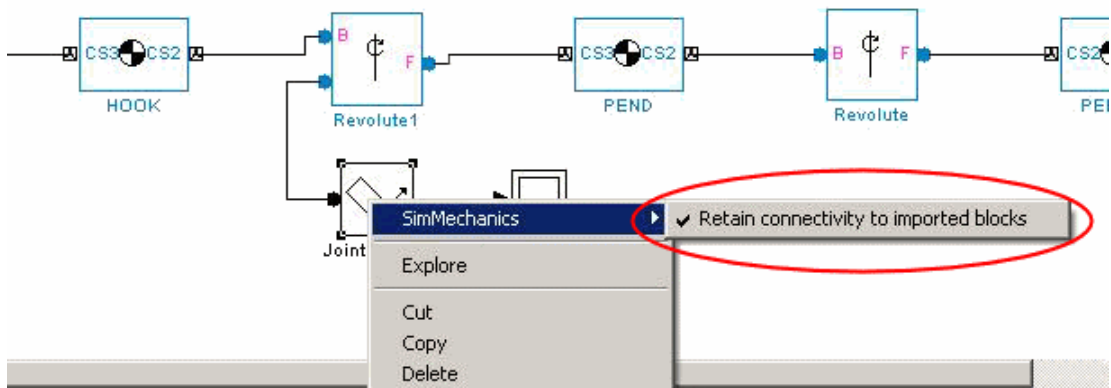 CS3 CS2
HOOK
B F
Revolute1
CS3 CS2
PEND
B F
Revolute
CS2
Joint
SimMechanics
Retain connectivity to imported blocks
Explore
Cut
Copy
Delete